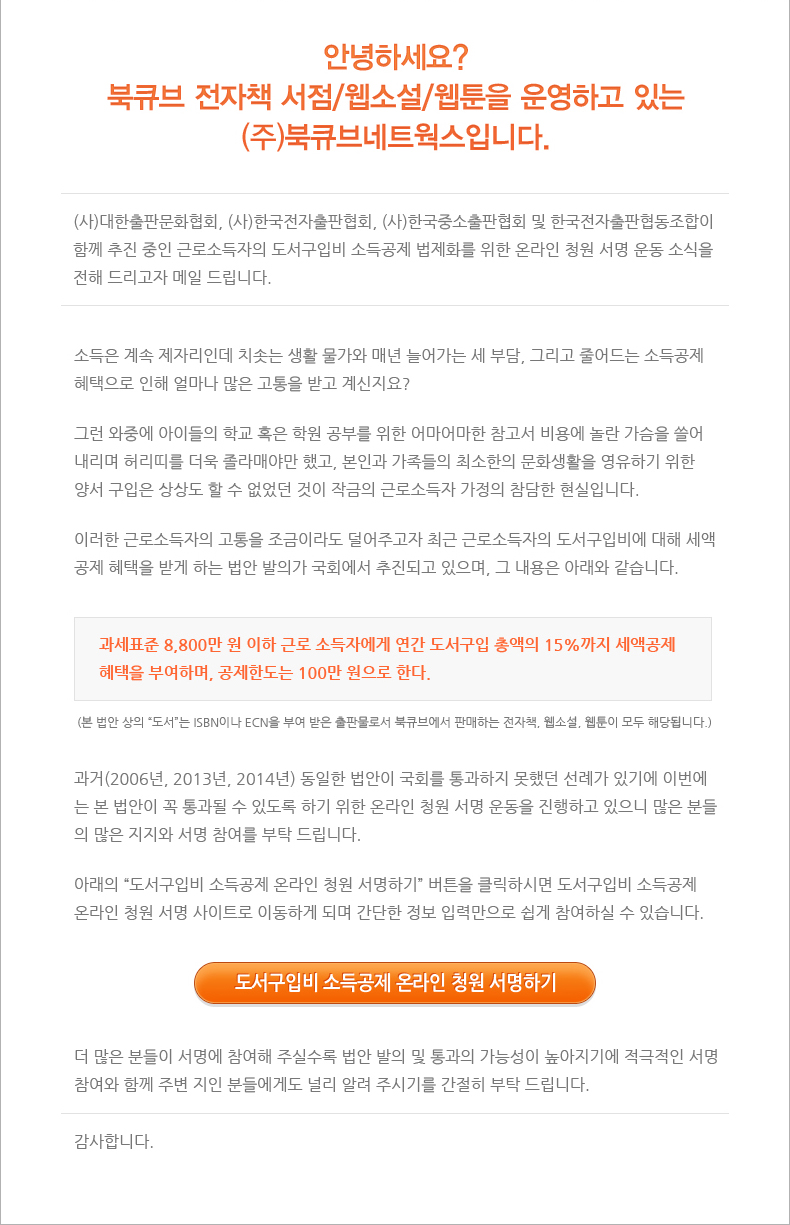 안녕하세요?
북큐브 전자책 서점/웹소설/웹툰을 운영하고 있는
(주)북큐브네트웍스입니다.
(사)대한출판문화협회, (사)한국전자출판협회, (사)한국중소출판협회 및 한국전자출판협동조합이
함께 추진 중인 근로소득자의 도서구입비 소득공제 법제화를 위한 온라인 청원 서명 운동 소식을
전해 드리고자 메일 드립니다.
소득은 계속 제자리인데 치솟는 생활 물가와 매년 늘어가는 세 부담, 그리고 줄어드는 소득공제
혜택으로 인해 얼마나 많은 고통을 받고 계신지요?
그런 와중에 아이들의 학교 혹은 학원 공부를 위한 어마어마한 참고서 비용에 놀란 가슴을 쓸어
내리며 허리띠를 더욱 졸라매야만 했고, 본인과 가족들의 최소한의 문화생활을 영유하기 위한
양서 구입은 상상도 할 수 없었던 것이 작금의 근로소득자 가정의 참담한 현실입니다.
이러한 근로소득자의 고통을 조금이라도 덜어주고자 최근 근로소득자의 도서구입비에 대해 세액
공제 혜택을 받게 하는 법안 발의가 국회에서 추진되고 있으며, 그 내용은 아래와 같습니다.
과세표준 8,800만 원 이하 근로 소득자에게 연간 도서구입 총액의 15%까지 세액공제
혜택을 부여하며, 공제한도는 100만 원으로 한다.
(본 법안 상의 “도서”는 ISBN이나 ECN을 부여 받은 출판물로서 북큐브에서 판매하는 전자책, 웹소설, 웹툰이 모두 해당됩니다.)
과거(2006년, 2013년, 2014년) 동일한 법안이 국회를 통과하지 못했던 선례가 있기에 이번에
는 본 법안이 꼭 통과될 수 있도록 하기 위한 온라인 청원 서명 운동을 진행하고 있으니 많은 분들
의 많은 지지와 서명 참여를 부탁 드립니다.
아래의 “도서구입비 소득공제 온라인 청원 서명하기” 버튼을 클릭하시면 도서구입비 소득공제
온라인 청원 서명 사이트로 이동하게 되며 간단한 정보 입력만으로 쉽게 참여하실 수 있습니다.
도서구입비 소득공제 온라인 청원 서명하기
더 많은 분들이 서명에 참여해 주실수록 법안 발의 및 통과의 가능성이 높아지기에 적극적인 서명
참여와 함께 주변 지인 분들에게도 널리 알려 주시기를 간절히 부탁 드립니다.
감사합니다.